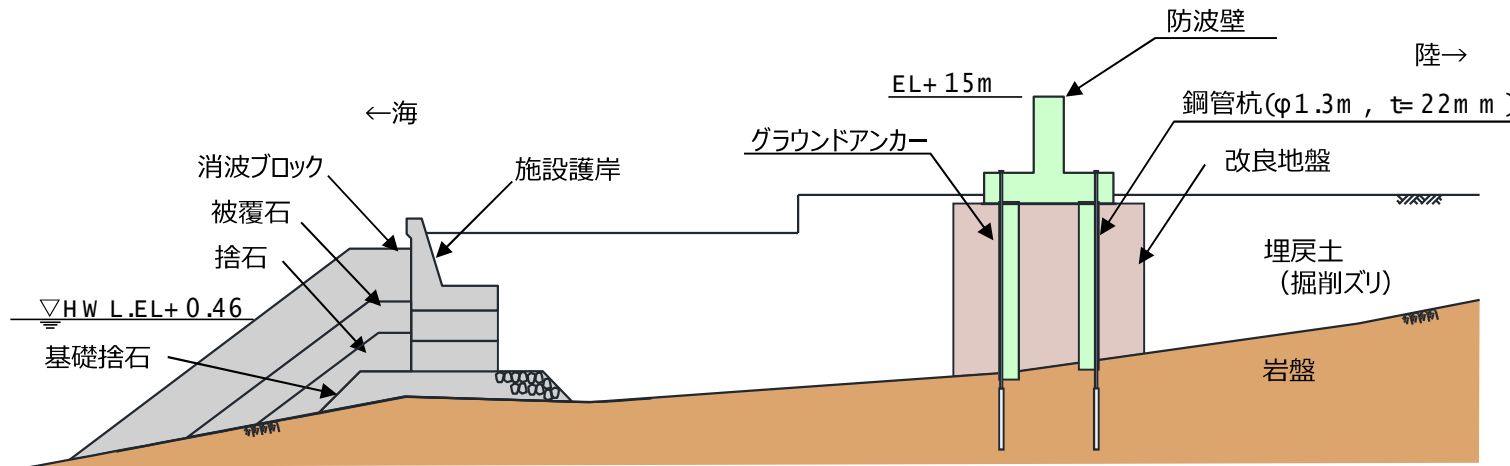 防波壁
陸→
EL+15m
鋼管杭(φ1.3m , t=22mm)
←海
グラウンドアンカー
消波ブロック
施設護岸
改良地盤
被覆石
捨石
埋戻土
(掘削ズリ)
▽HWL.EL+0.46
基礎捨石
岩盤